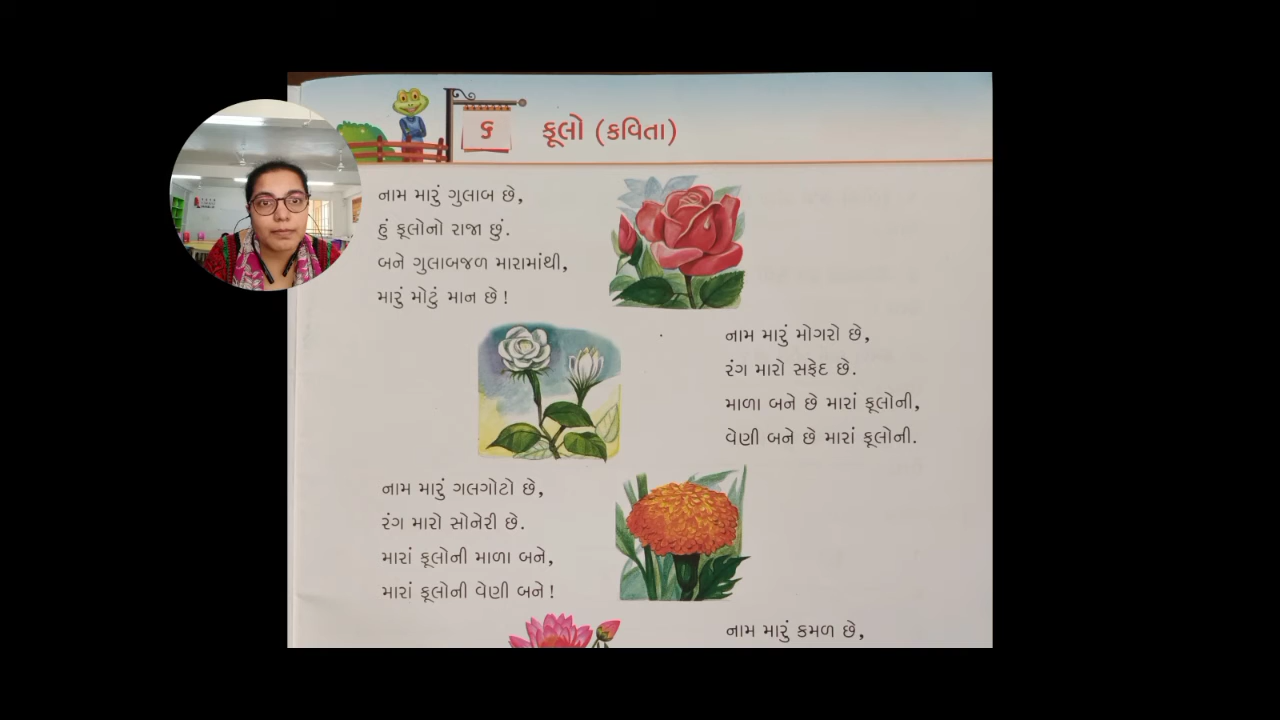 ૬
ફૂલો (કવિતા)
નામ મારું ગુલાબ છે,
હું ફૂલોનો રાજા છું.
બને ગુલાબજળ મારામાંથી,
મારું મોટું માન છે !
નામ મારું મોગરો છે,
રંગ મારો સફેદ છે.
માળા બને છે મારાં ફૂલોની,
વેણી બને છે મારાં ફૂલોની.
નામ મારું ગલગોટો છે,
રંગ મારો સોનેરી છે.
મારાં ફૂલોની માળા બને,
મારાં ફૂલોની વેણી બને !
નામ મારું કમળ છે,